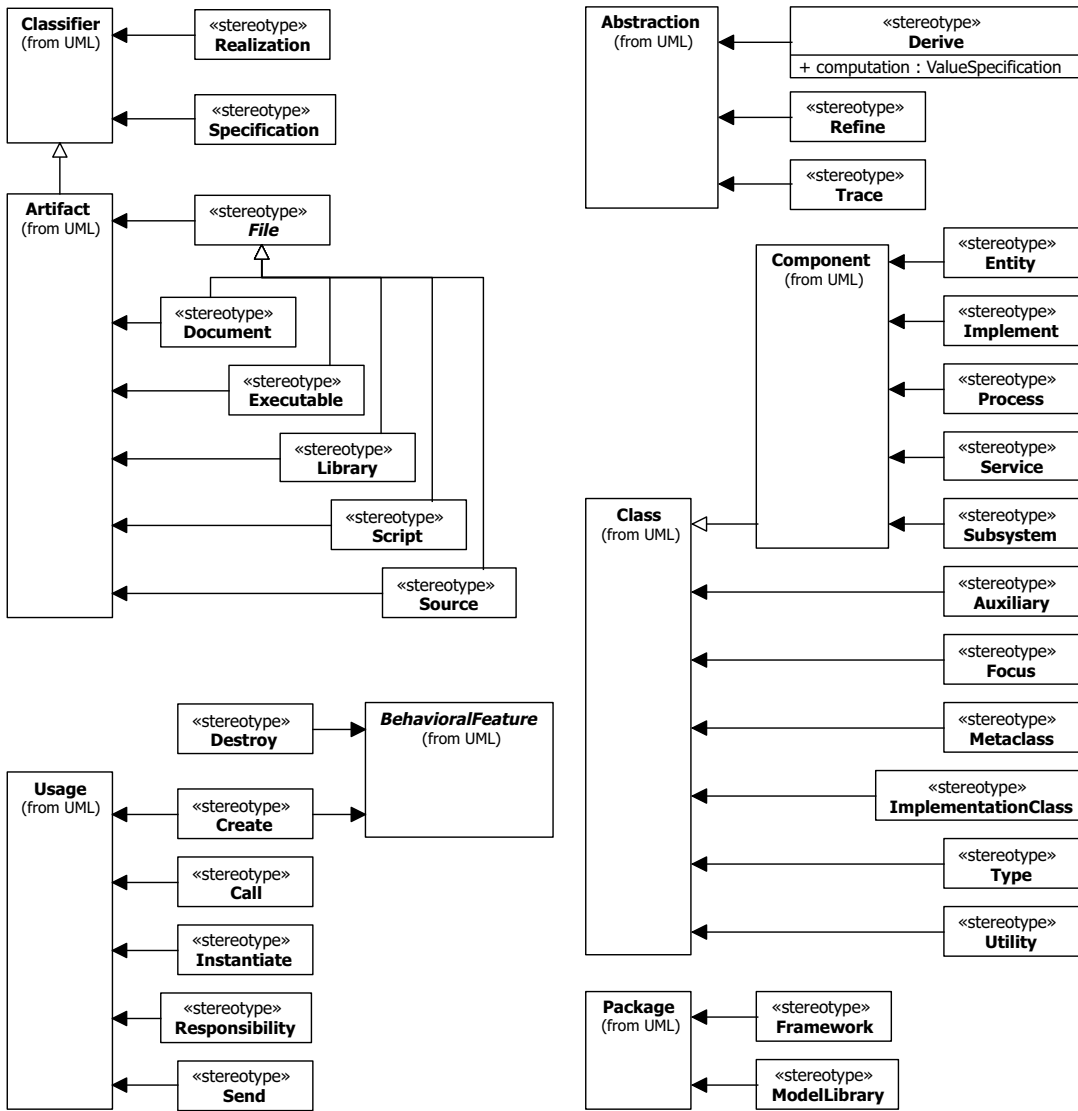 Classifier
(from UML)
«stereotype»
Realization
«stereotype»
Specification
Artifact
(from UML)
«stereotype»
File
«stereotype»
Document
«stereotype»
Executable
«stereotype»
Library
«stereotype»
Script
«stereotype»
Source
«stereotype»
Destroy
BehavioralFeature
(from UML)
Usage
(from UML)
«stereotype»
Create
«stereotype»
Call
«stereotype»
Instantiate
«stereotype»
Responsibility
«stereotype»
Send
Abstraction
(from UML)
«stereotype»
Derive
+ computation : ValueSpecification
«stereotype»
Refine
«stereotype»
Trace
Component
(from UML)
«stereotype»
Entity
«stereotype»
Implement
«stereotype»
Process
«stereotype»
Service
«stereotype»
Subsystem
Class
(from UML)
«stereotype»
Auxiliary
«stereotype»
Focus
«stereotype»
Metaclass
«stereotype»
ImplementationClass
«stereotype»
Type
«stereotype»
Utility
Package
(from UML)
«stereotype»
Framework
«stereotype»
ModelLibrary